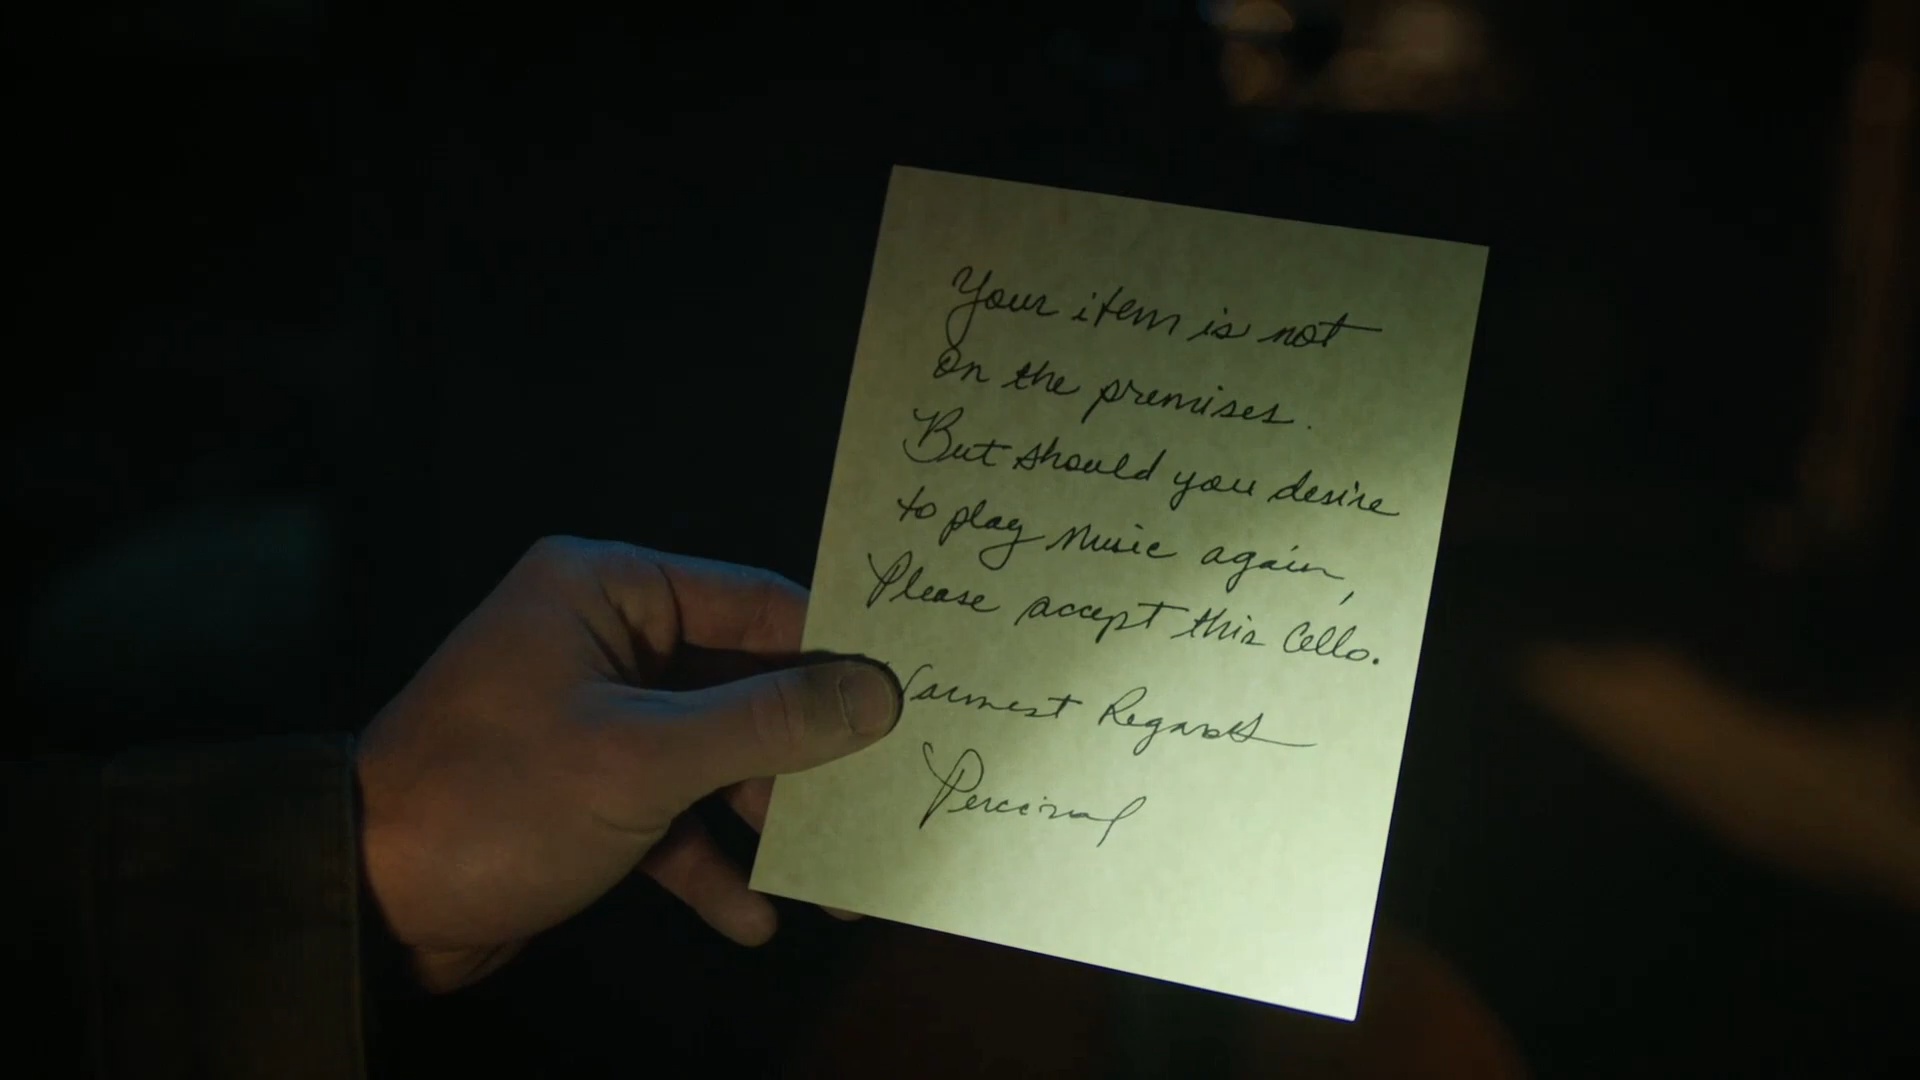 Your item is not
on the premises.
But should you desire
to play Music again,
Please accept this Cello.
Warmest Regards
Percival